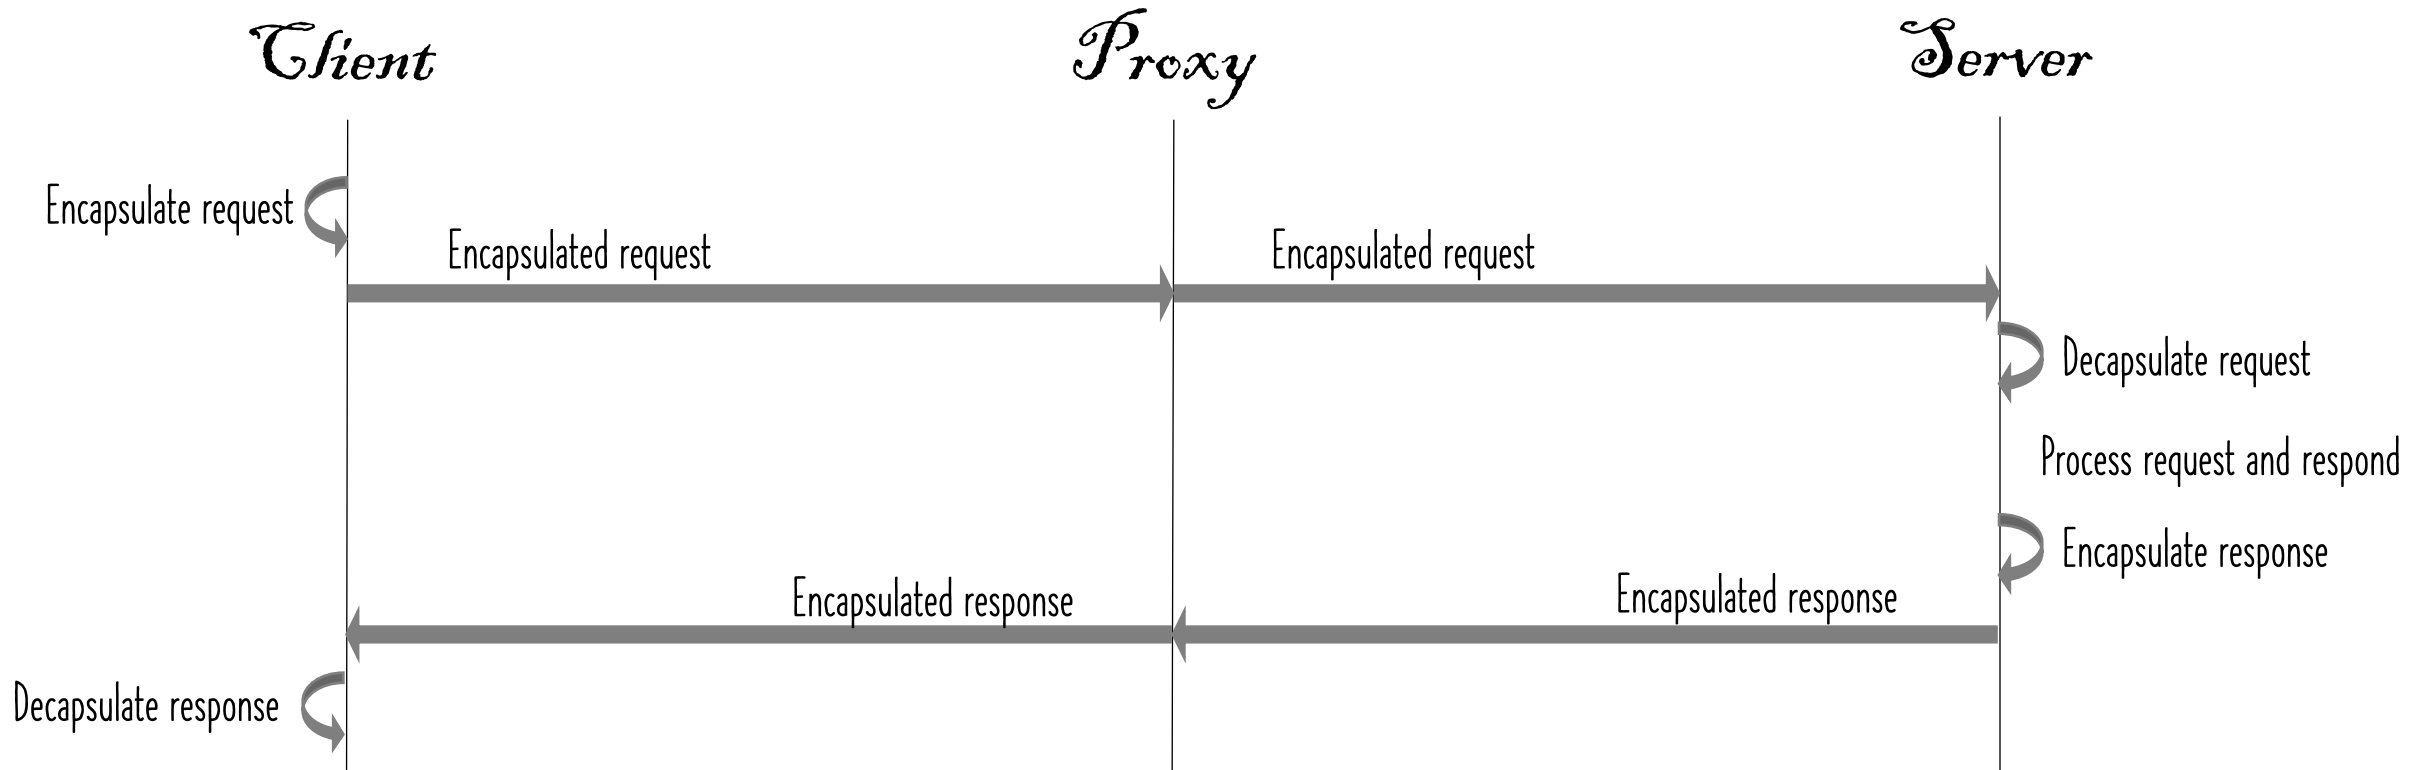 Client
Proxy
Server
Encapsulate request
Encapsulated request
Encapsulated request
Decapsulate request
Process request and respond
Encapsulate response
Encapsulated response
Encapsulated response
Decapsulate response